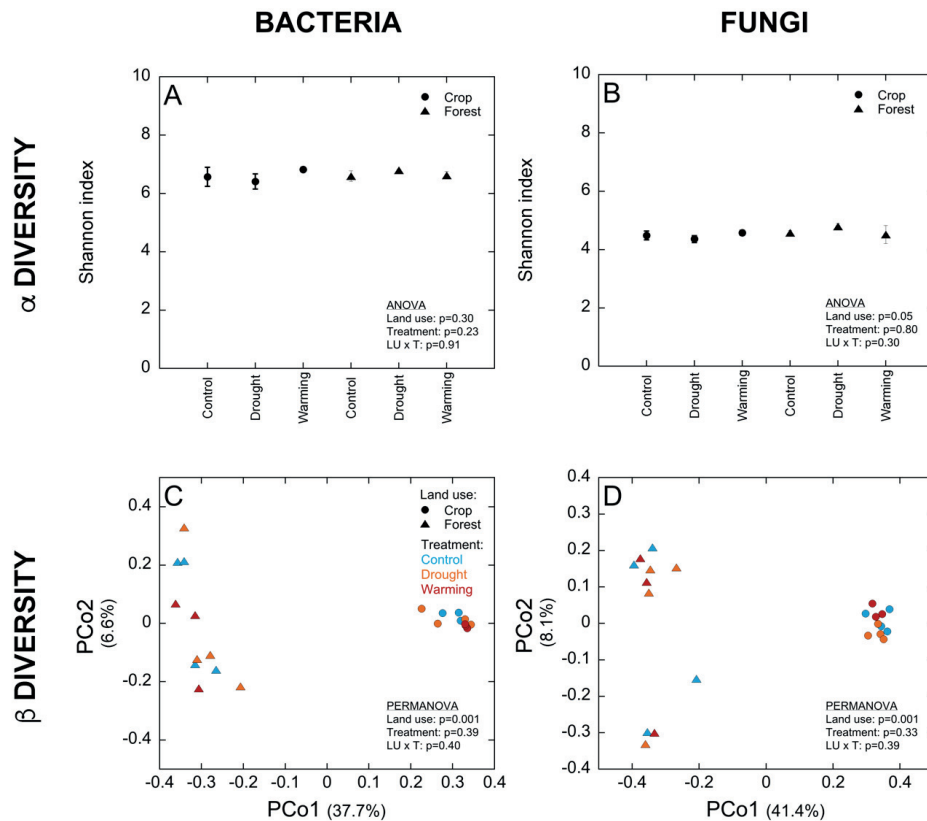 BACTERIA
FUNGI
α DIVERSITY
A
Crop
Forest
Shannon index
10
8
6
4
2
0
ANOVA
Land use: p=0.30
Treatment: p=0.23
LU x T: p=0.91
Control
Drought
Warming
Control
Drought
Warming
B
Crop
Forest
Shannon index
10
8
6
4
2
0
ANOVA
Land use: p=0.05
Treatment: p=0.80
LU x T: p=0.30
Control
Drought
Warming
Control
Drought
Warming
β DIVERSITY
C
Land use:
Crop
Forest
Treatment:
Control
Drought
Warming
PCo2
(6.6%)
0.4
0.2
0
-0.2
-0.4
PERMANOVA
Land use: p=0.001
Treatment: p=0.39
LU x T: p=0.40
-0.4
-0.3
-0.2
-0.1
0
0.1
0.2
0.3
0.4
PCo1 (37.7%)
D
PCo2
(8.1%)
0.4
0.3
0.2
0.1
0
-0.1
-0.2
-0.3
-0.4
PERMANOVA
Land use: p=0.001
Treatment: p=0.33
LU x T: p=0.39
-0.4
-0.2
0
0.2
0.4
PCo1 (41.4%)